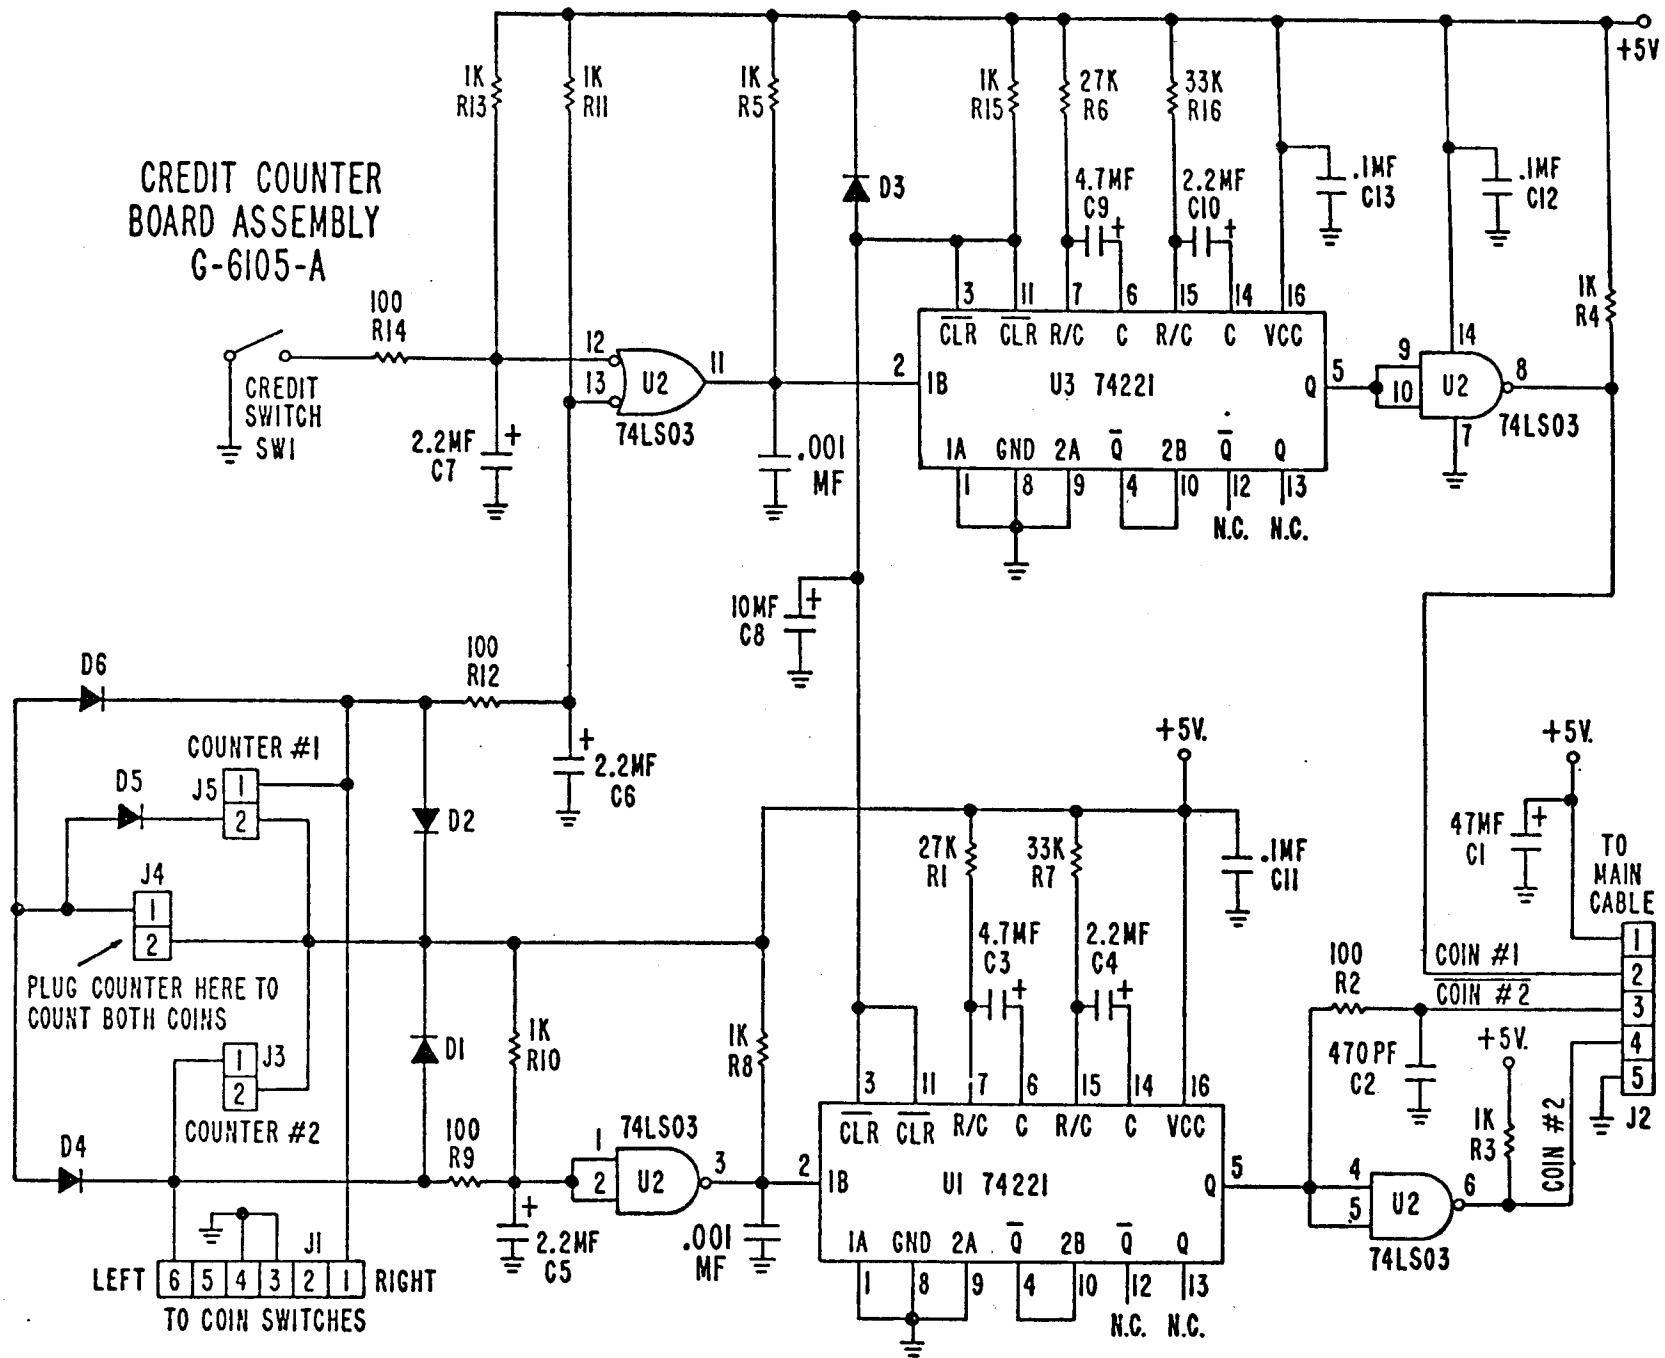 +5V
1K
R13
1K
R11
1K
R5
1K
R15
27K
R6
33K
R16
CREDIT COUNTER
BOARD ASSEMBLY
G-6105-A
D3
4.7MF
C9
+
2.2MF
C10
+
.1MF
C13
.1MF
C12
1K
R4
100
R14
CREDIT
SWITCH
SW1
12
13
U2
11
74LS03
2.2MF
C7
+
.001
MF
3
11
7
6
15
14
16
CLR
CLR
R/C
C
R/C
C
VCC
2
1B
U3 74221
Q
5
1A
GND
2A
Q
2B
Q
Q
1
8
9
4
10
12
13
N.C.
N.C.
9
10
14
U2
8
7
74LS03
10MF
C8
+
D6
100
R12
COUNTER #1
D5
J5
1
2
D2
+
2.2MF
C6
J4
1
2
PLUG COUNTER HERE TO
COUNT BOTH COINS
1
2
J3
COUNTER #2
D1
1K
R10
1K
R8
D4
100
R9
74LS03
1
2
U2
3
+
2.2MF
C5
.001
MF
J1
LEFT
6
5
4
3
2
1
RIGHT
TO COIN SWITCHES
+5V.
27K
R1
33K
R7
.1MF
C11
4.7MF
C3
+
2.2MF
C4
+
3
11
7
6
15
14
16
CLR
CLR
R/C
C
R/C
C
VCC
2
1B
U1 74221
Q
5
1A
GND
2A
Q
2B
Q
Q
1
8
9
4
10
12
13
N.C.
N.C.
+5V.
47MF
C1
+
TO
MAIN
CABLE
COIN #1
COIN #2
100
R2
470PF
C2
+5V.
1K
R3
COIN #2
1
2
3
4
5
J2
4
5
U2
6
74LS03